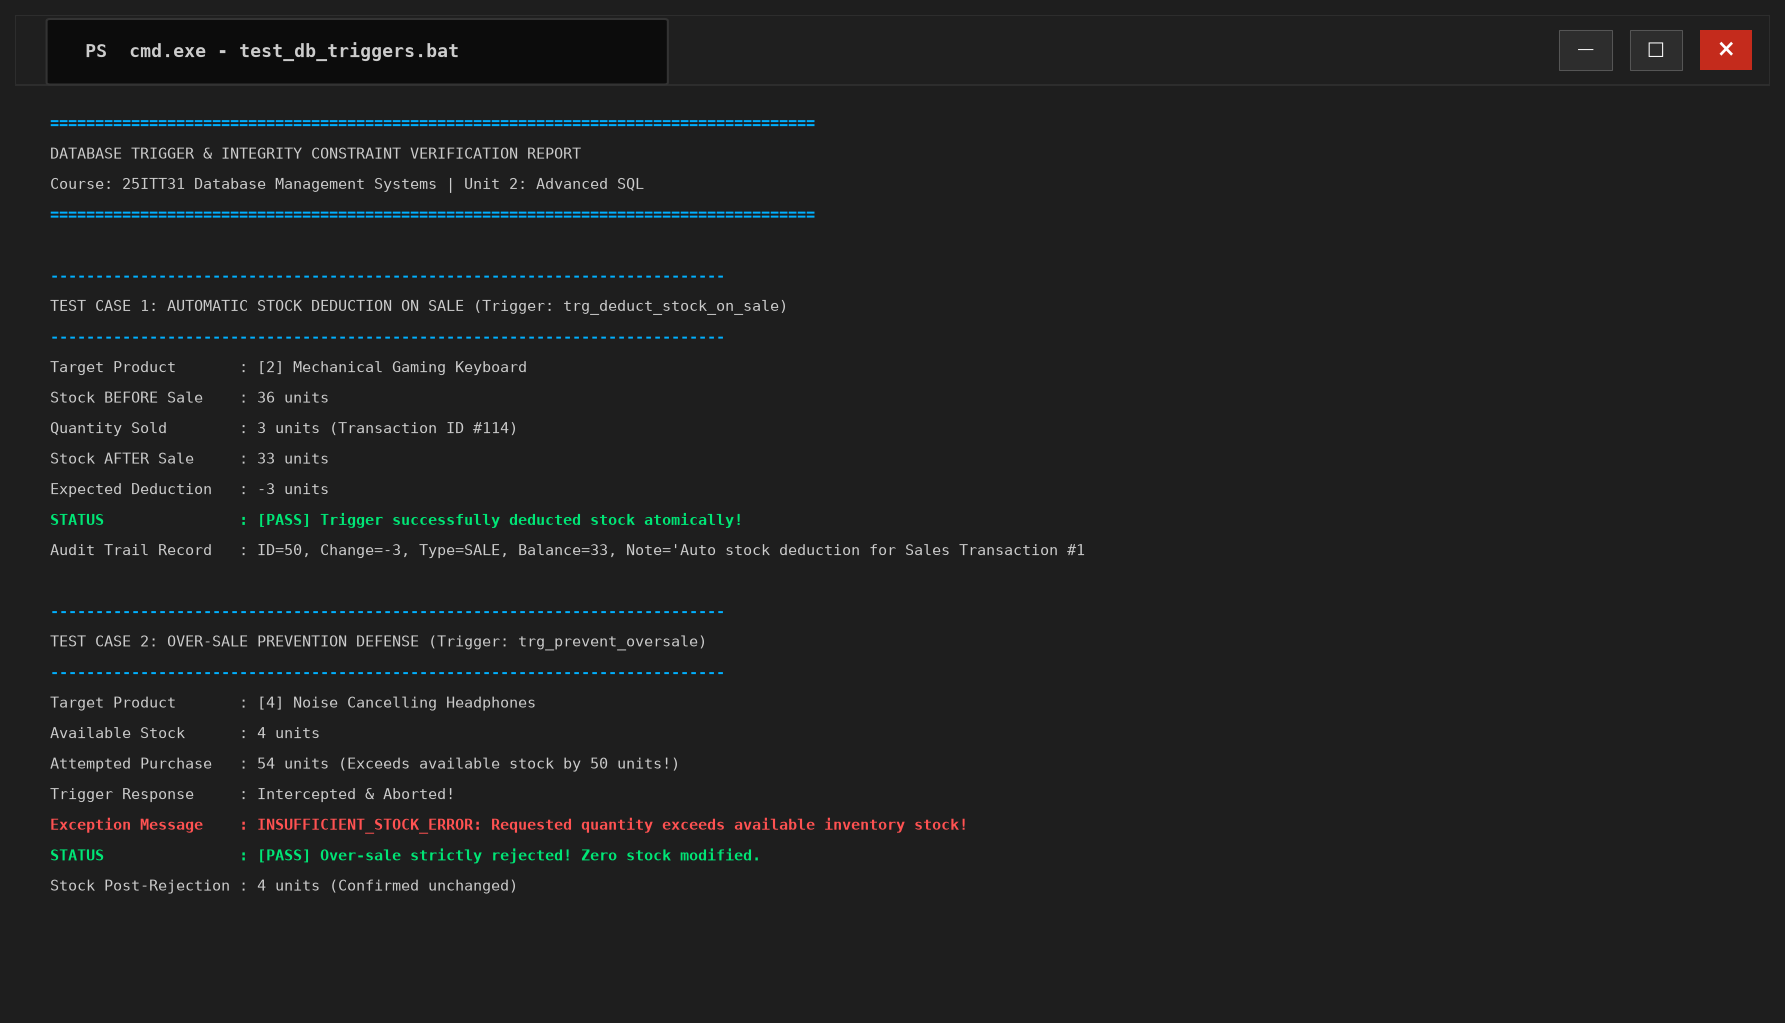 PS  cmd.exe - test_db_triggers.bat
=====================================================================================
DATABASE TRIGGER & INTEGRITY CONSTRAINT VERIFICATION REPORT
Course: 25ITT31 Database Management Systems | Unit 2: Advanced SQL
=====================================================================================
---------------------------------------------------------------------------
TEST CASE 1: AUTOMATIC STOCK DEDUCTION ON SALE (Trigger: trg_deduct_stock_on_sale)
---------------------------------------------------------------------------
Target Product       : [2] Mechanical Gaming Keyboard
Stock BEFORE Sale    : 36 units
Quantity Sold        : 3 units (Transaction ID #114)
Stock AFTER Sale     : 33 units
Expected Deduction   : -3 units
STATUS               : [PASS] Trigger successfully deducted stock atomically!
Audit Trail Record   : ID=50, Change=-3, Type=SALE, Balance=33, Note='Auto stock deduction for Sales Transaction #1
---------------------------------------------------------------------------
TEST CASE 2: OVER-SALE PREVENTION DEFENSE (Trigger: trg_prevent_oversale)
---------------------------------------------------------------------------
Target Product       : [4] Noise Cancelling Headphones
Available Stock      : 4 units
Attempted Purchase   : 54 units (Exceeds available stock by 50 units!)
Trigger Response     : Intercepted & Aborted!
Exception Message    : INSUFFICIENT_STOCK_ERROR: Requested quantity exceeds available inventory stock!
STATUS               : [PASS] Over-sale strictly rejected! Zero stock modified.
Stock Post-Rejection : 4 units (Confirmed unchanged)